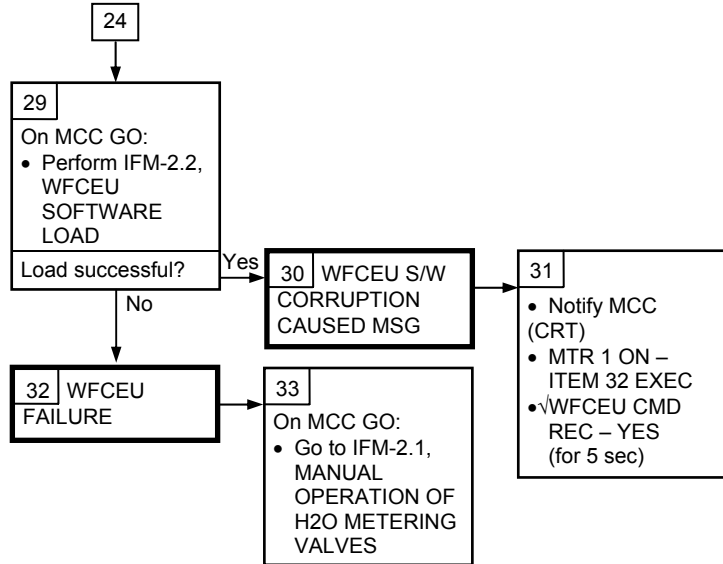 24
29
On MCC GO:
• Perform IFM-2.2,
WFCEU
SOFTWARE
LOAD
Load successful?
Yes
No
30 WFCEU S/W
CORRUPTION
CAUSED MSG
31
• Notify MCC
(CRT)
• MTR 1 ON –
ITEM 32 EXEC
•√WFCEU CMD
REC – YES
(for 5 sec)
32 WFCEU
FAILURE
33
On MCC GO:
• Go to IFM-2.1,
MANUAL
OPERATION OF
H2O METERING
VALVES